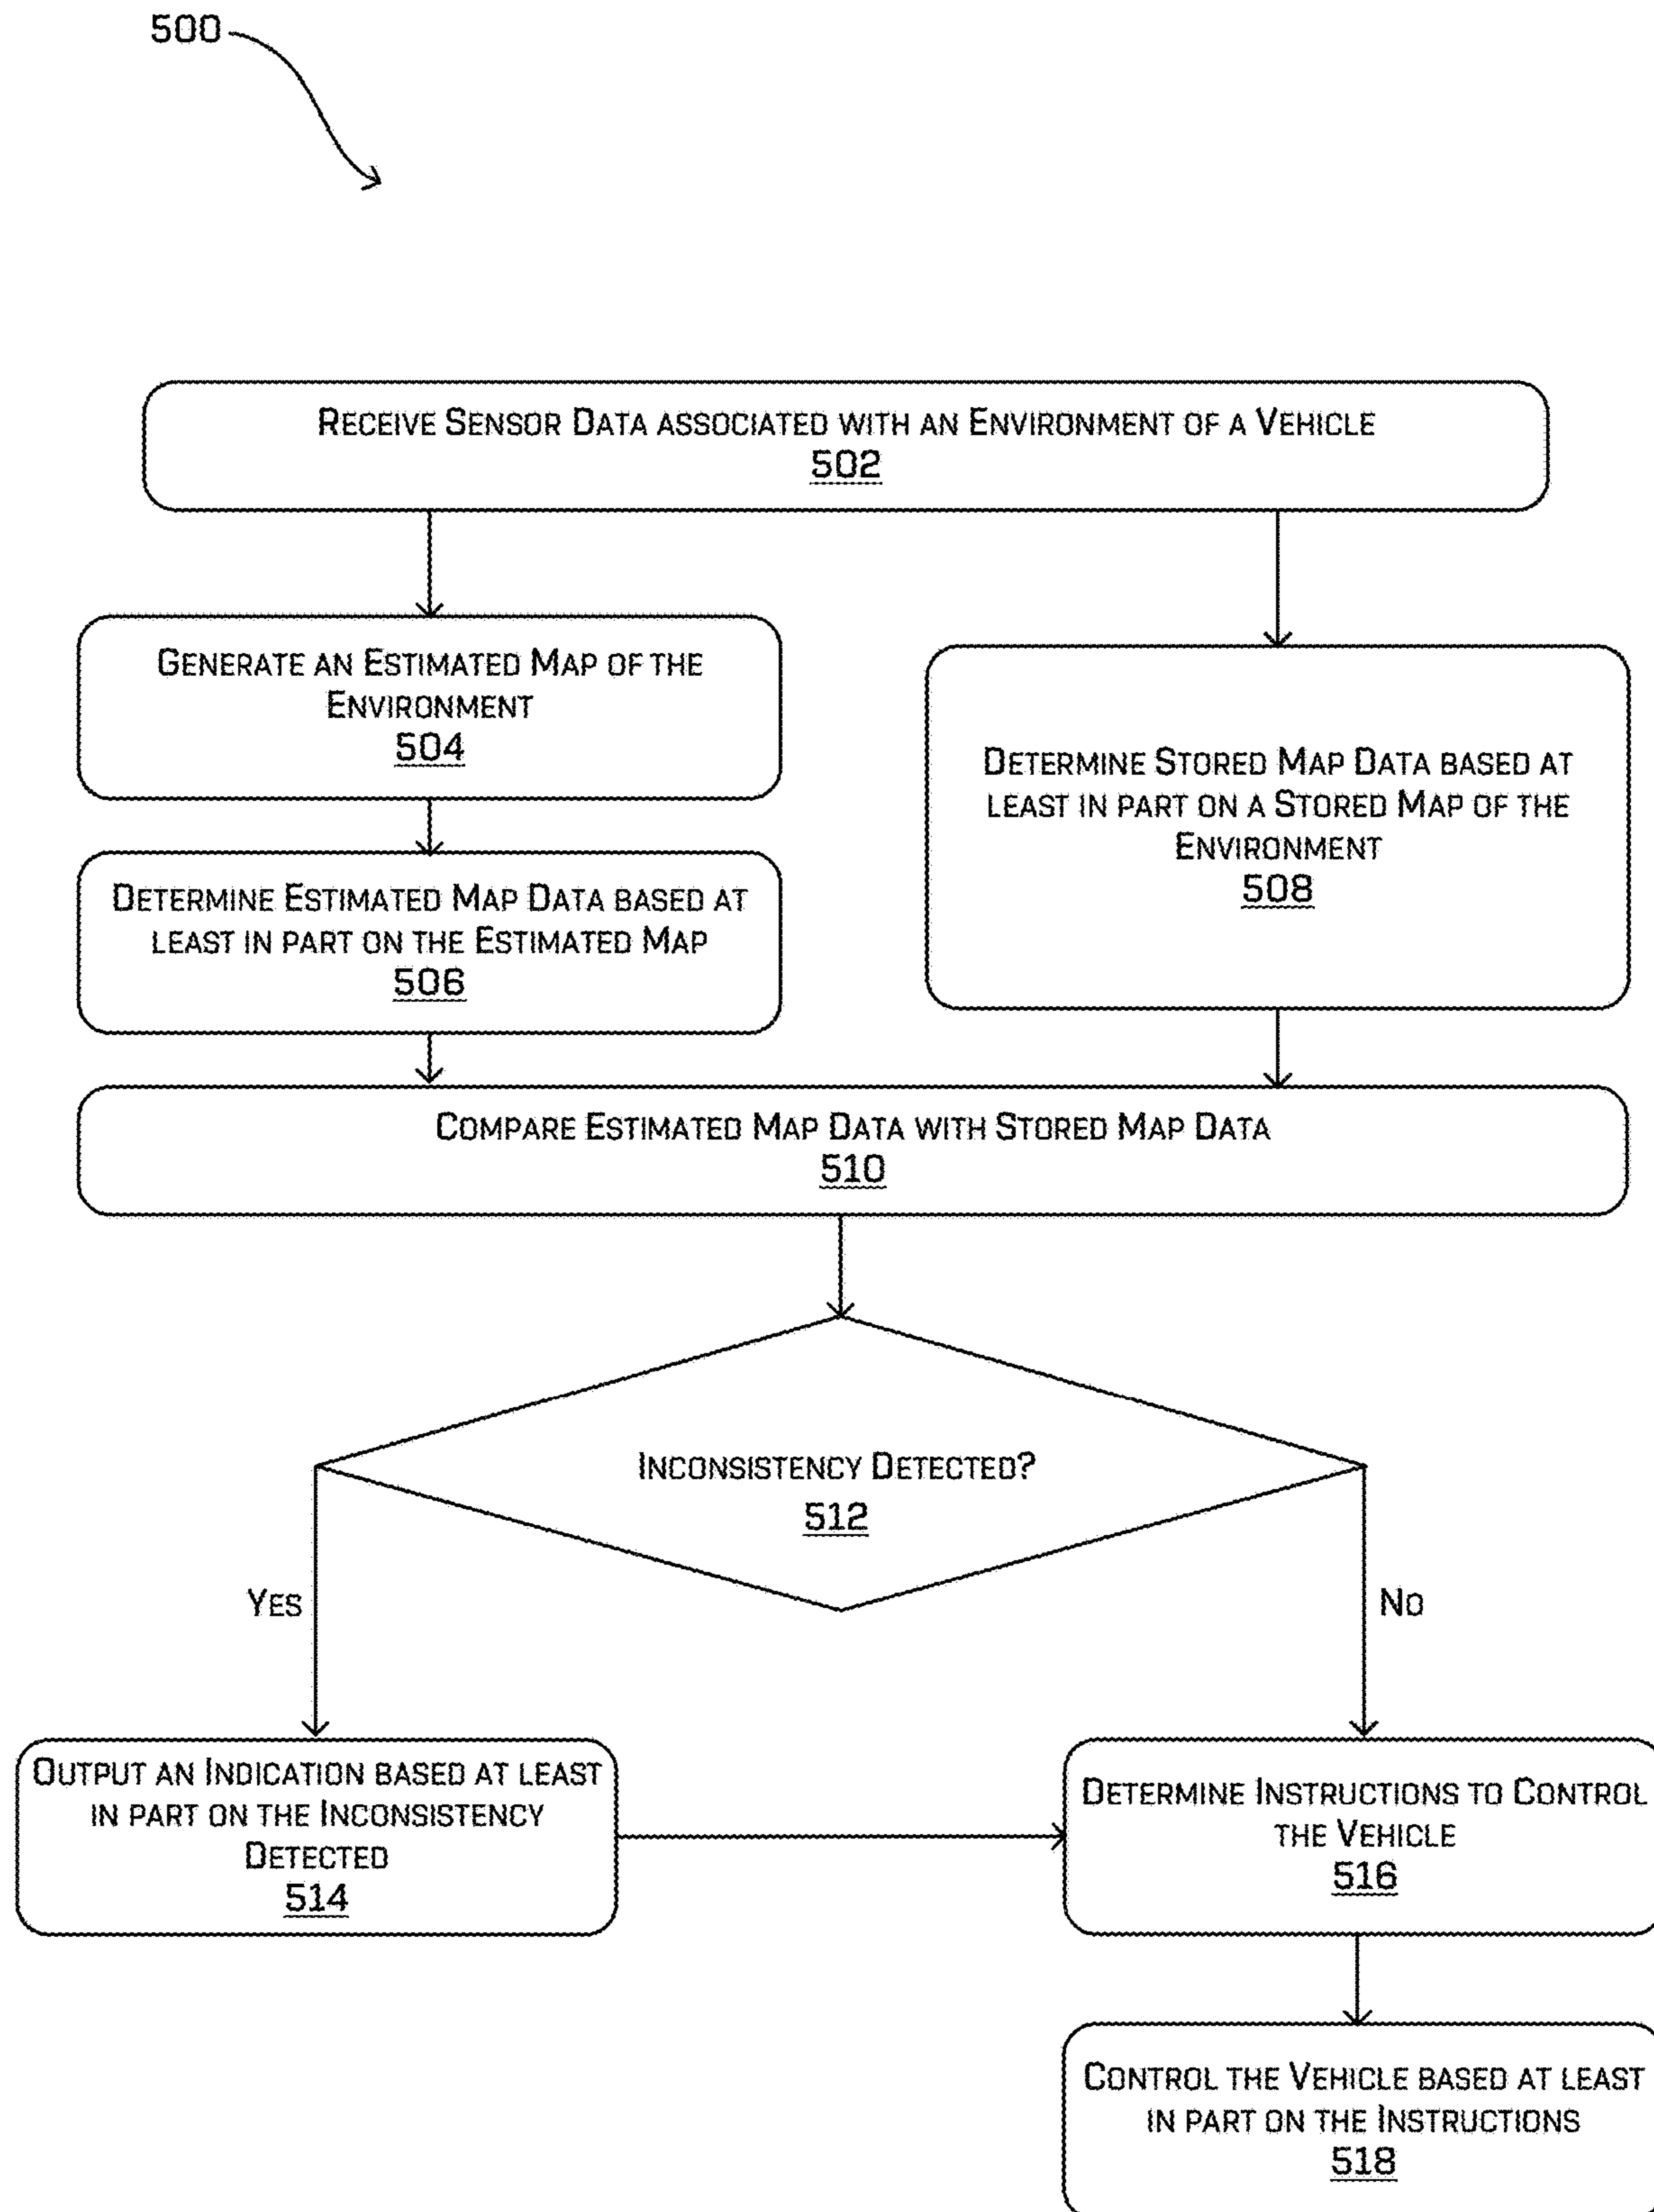 500
Receive Sensor Data associated with an Environment of a Vehicle
502
Generate an Estimated Map of the
Environment
504
Determine Estimated Map Data based at
least in part on the Estimated Map
506
Determine Stored Map Data based at
least in part on a Stored Map of the
Environment
508
Compare Estimated Map Data with Stored Map Data
510
Inconsistency Detected?
512
Yes
No
Output an Indication based at least
in part on the Inconsistency
Detected
514
Determine Instructions to Control
the Vehicle
516
Control the Vehicle based at least
in part on the Instructions
518